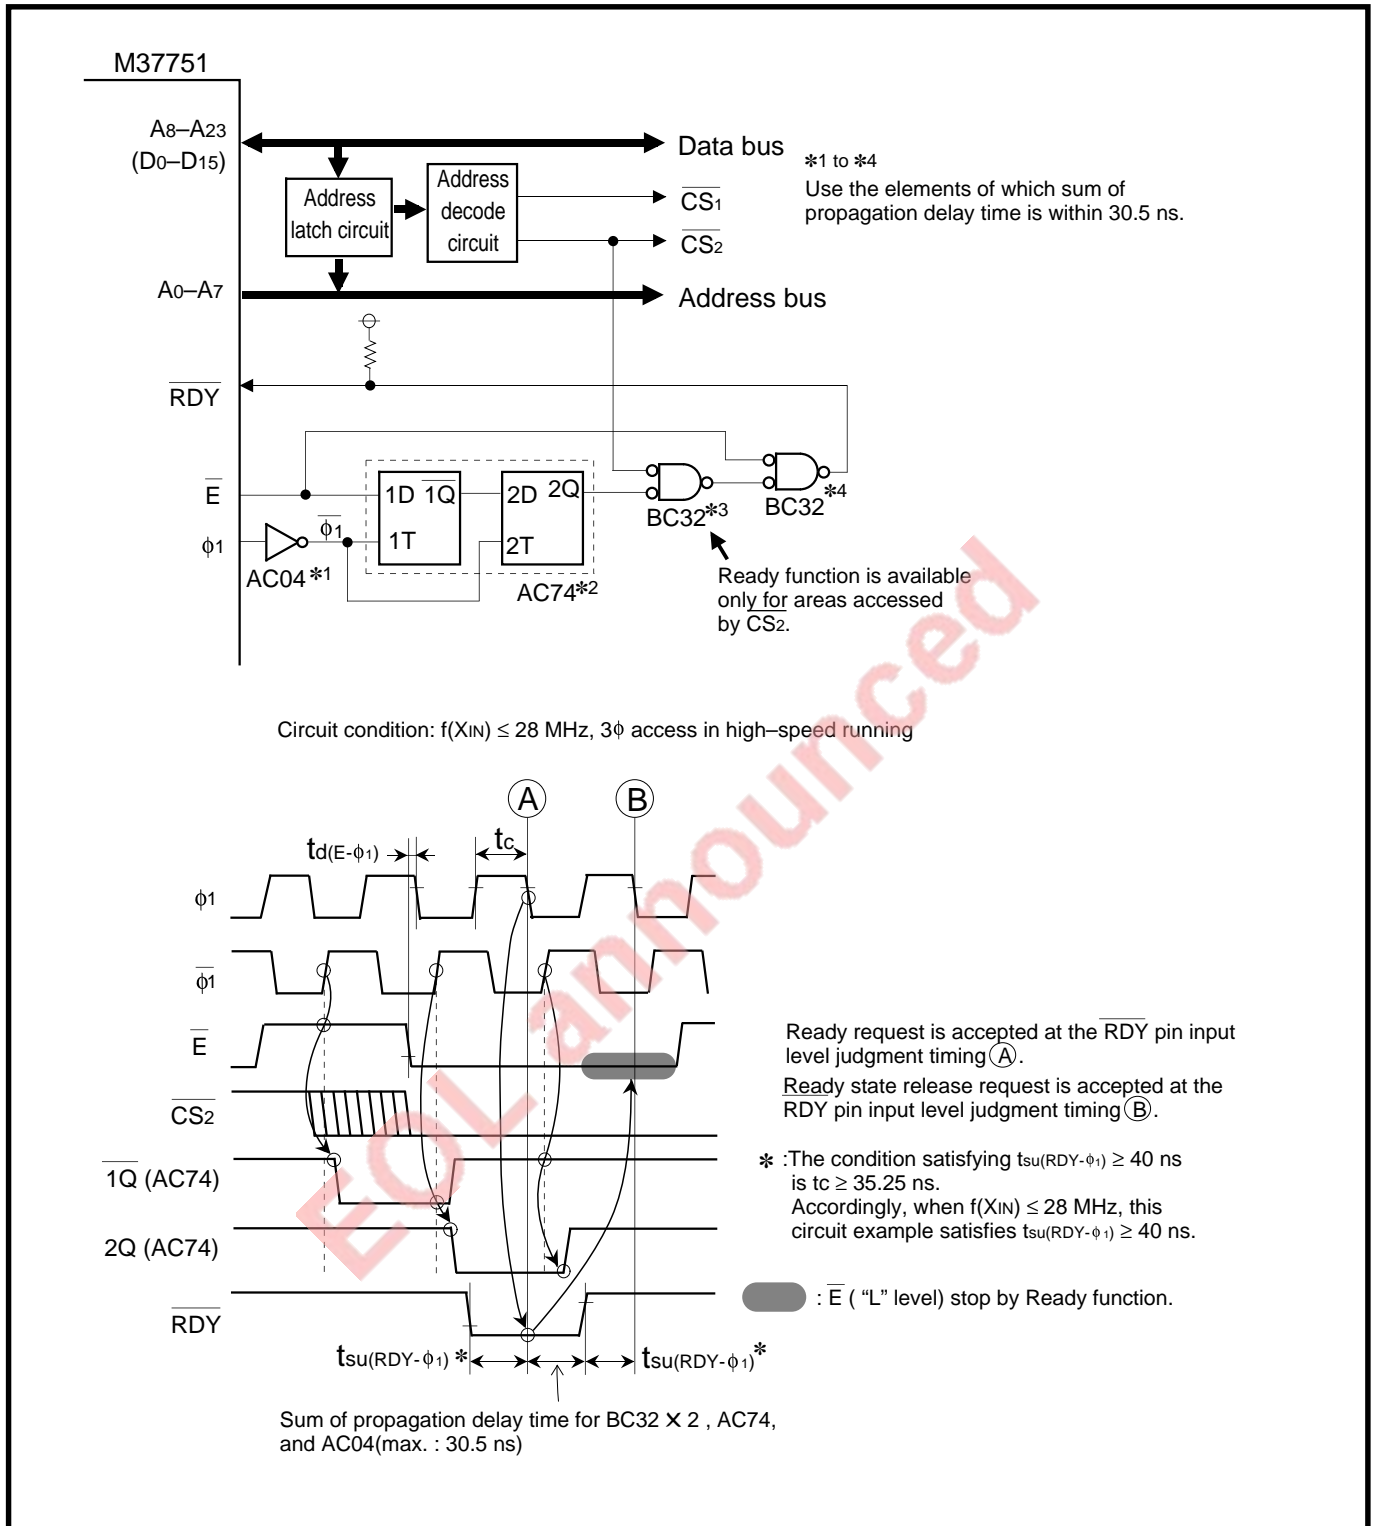 M37751
A8–A23
(D0–D15)
Data bus
Address
latch circuit
Address
decode
circuit
CS1
CS2
✻1 to ✻4
Use the elements of which sum of
propagation delay time is within 30.5 ns.
A0–A7
Address bus
RDY
E
1D 1Q
2D 2Q
1T
2T
ϕ1
ϕ1
AC04 ✻1
AC74✻2
BC32✻3
BC32✻4
Ready function is available
only for areas accessed
by CS2.
Circuit condition: f(XIN) ≤ 28 MHz, 3ϕ access in high–speed running
A
B
td(E-ϕ1)
tc
ϕ1
ϕ1
E
CS2
1Q (AC74)
2Q (AC74)
RDY
Ready request is accepted at the RDY pin input
level judgment timing A.
Ready state release request is accepted at the
RDY pin input level judgment timing B.
✻ :The condition satisfying tsu(RDY-ϕ1) ≥ 40 ns
is tc ≥ 35.25 ns.
Accordingly, when f(XIN) ≤ 28 MHz, this
circuit example satisfies tsu(RDY-ϕ1) ≥ 40 ns.
: E ( “L” level) stop by Ready function.
tsu(RDY-ϕ1) ✻
tsu(RDY-ϕ1)✻
Sum of propagation delay time for BC32 ✕ 2 , AC74,
and AC04(max. : 30.5 ns)
EOL announced